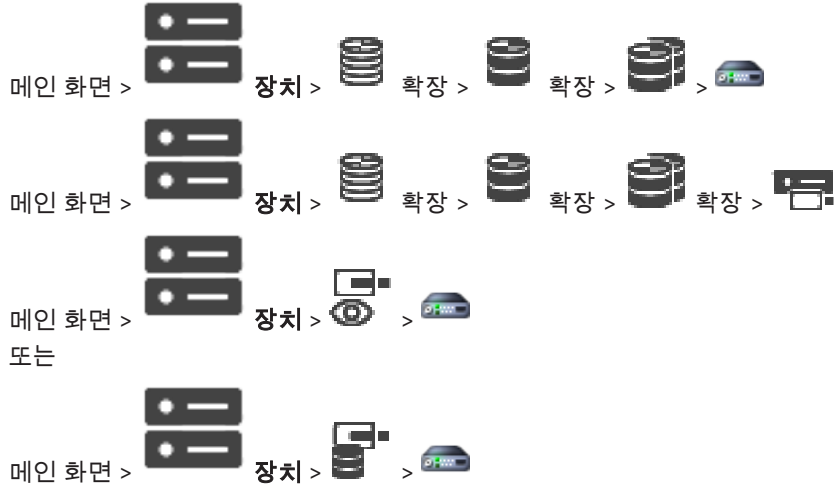 메인 화면 > 장치 > 확장 > 확장 > >
메인 화면 > 장치 > 확장 > 확장 > 확장 >
메인 화면 > 장치 > >
또는
메인 화면 > 장치 > >